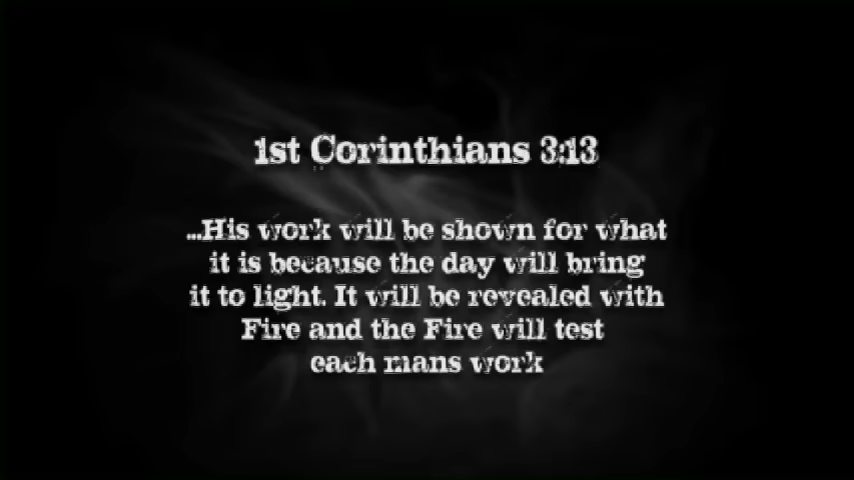 1st Corinthians 3:13
...His work will be shown for what
it is because the day will bring
it to light. It will be revealed with
Fire and the Fire will test
each mans work